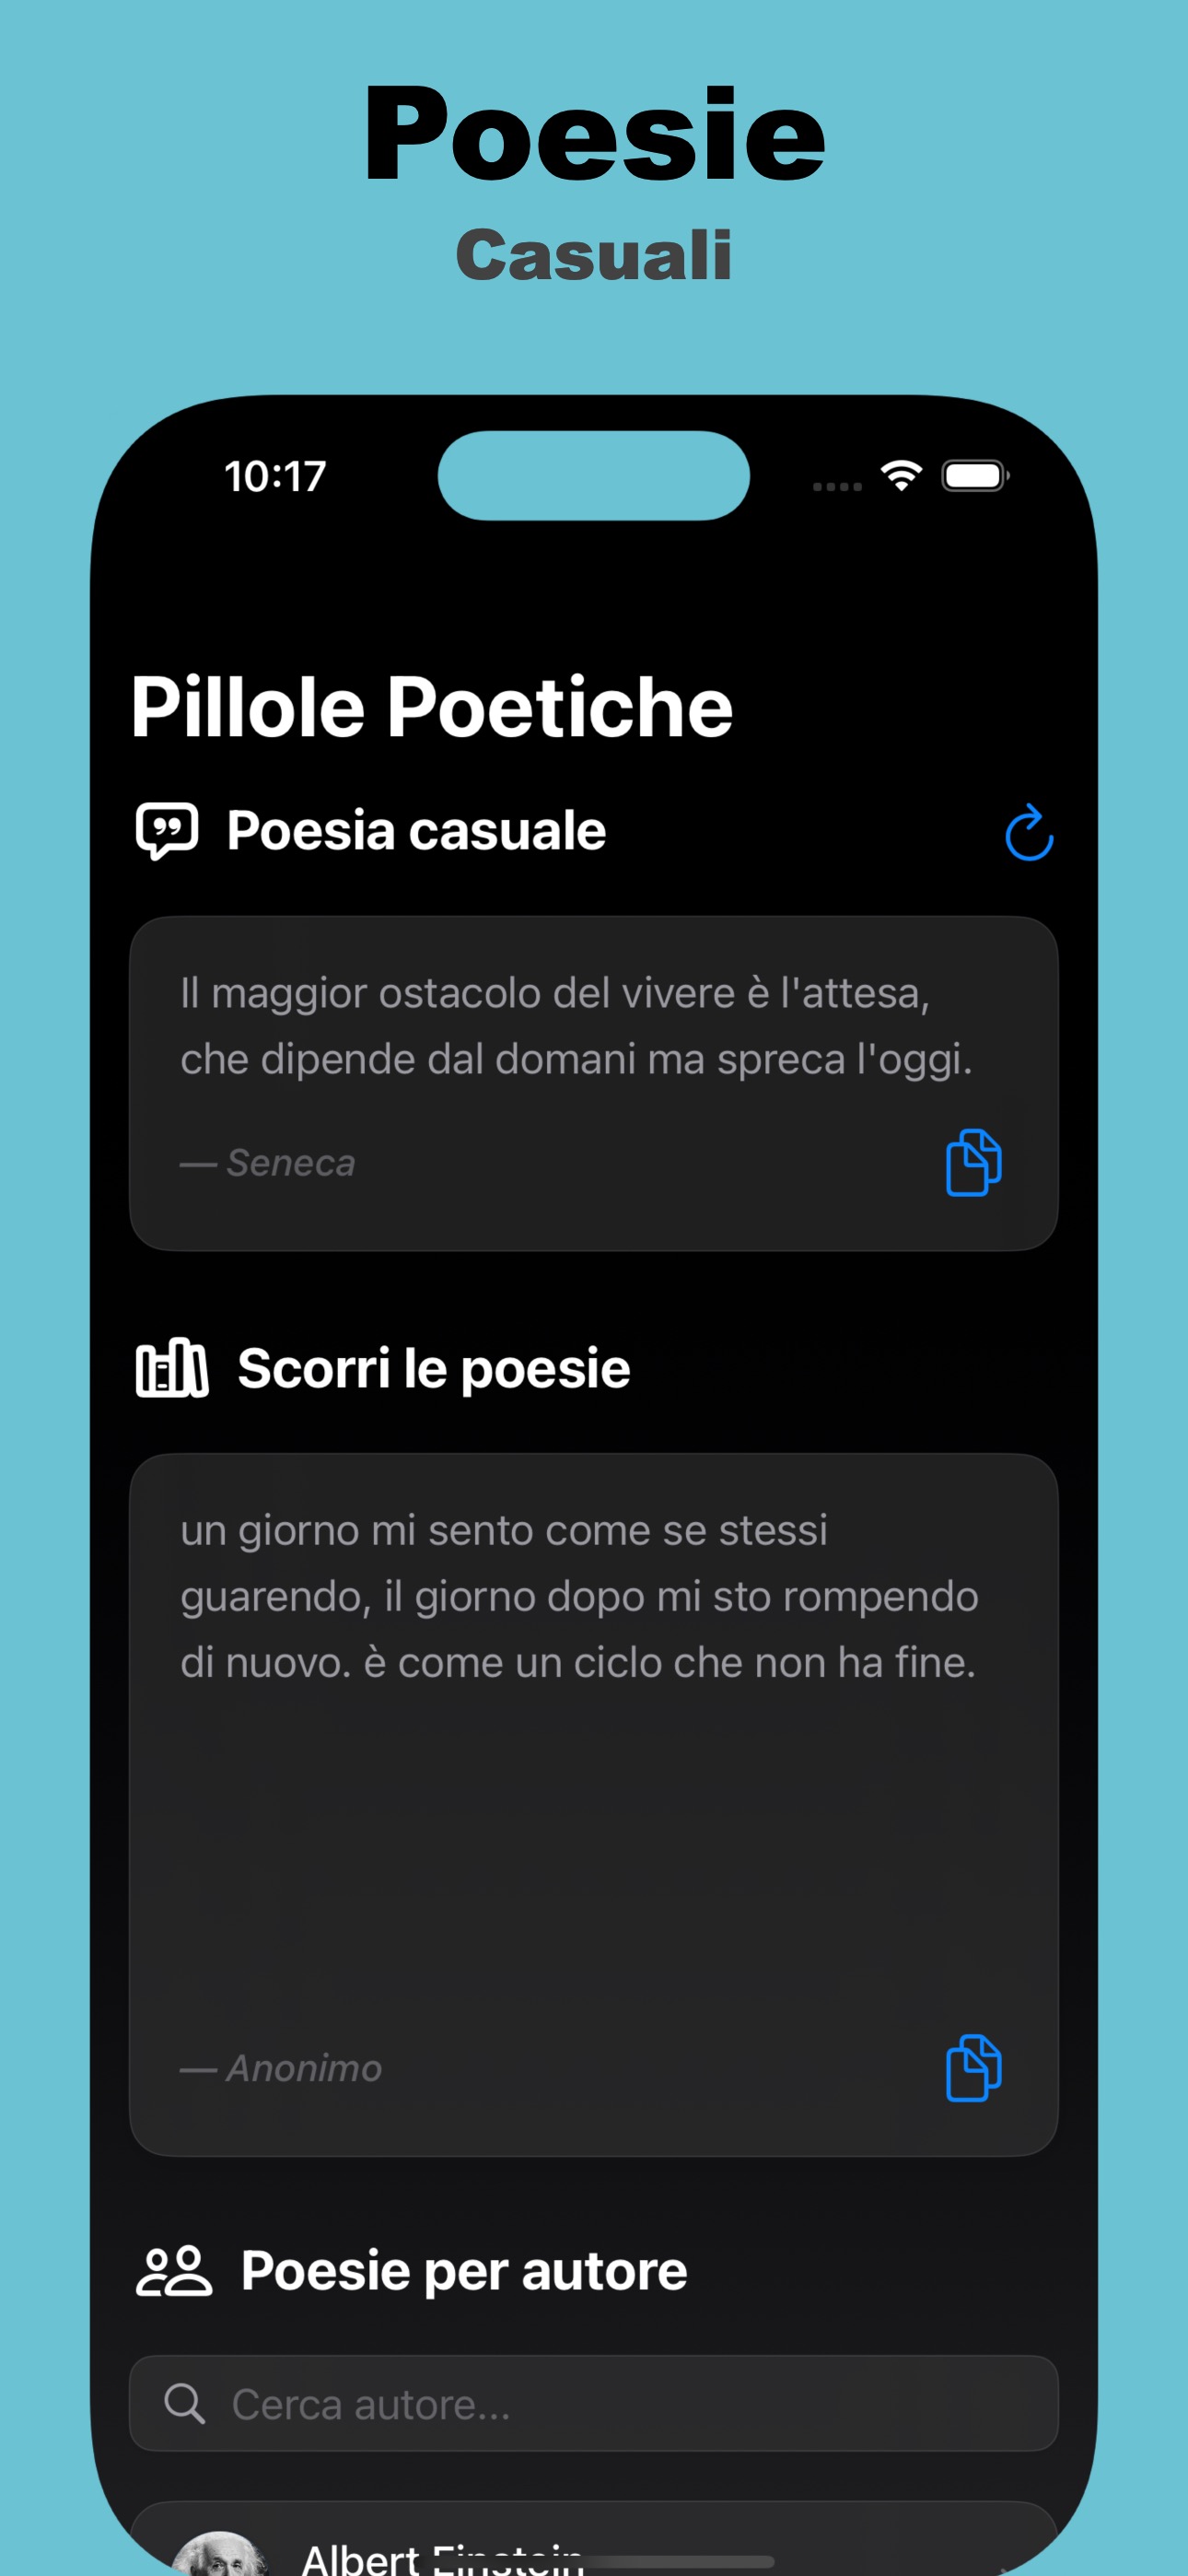 Poesie
Casuali
10:17
Pillole Poetiche
Poesia casuale
Il maggior ostacolo del vivere è l'attesa,
che dipende dal domani ma spreca l'oggi.
— Seneca
Scorri le poesie
un giorno mi sento come se stessi
guarendo, il giorno dopo mi sto rompendo
di nuovo. è come un ciclo che non ha fine.
— Anonimo
Poesie per autore
Cerca autore...
Albert Einstein